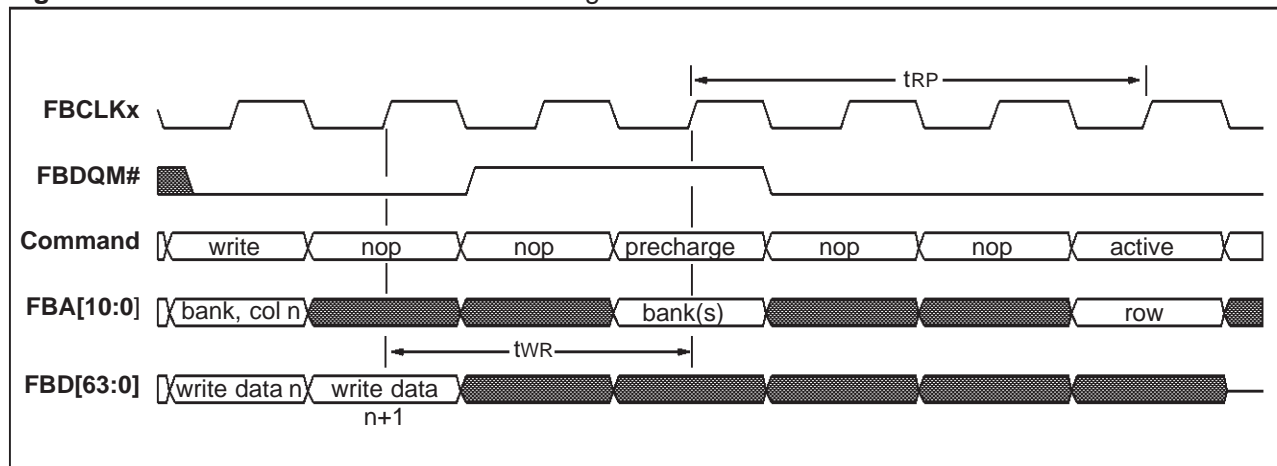 tRP
FBCLKx
FBDQM#
Command write nop nop precharge nop nop active
FBA[10:0] bank, col n bank(s) row
tWR
FBD[63:0] write data n write data
n+1